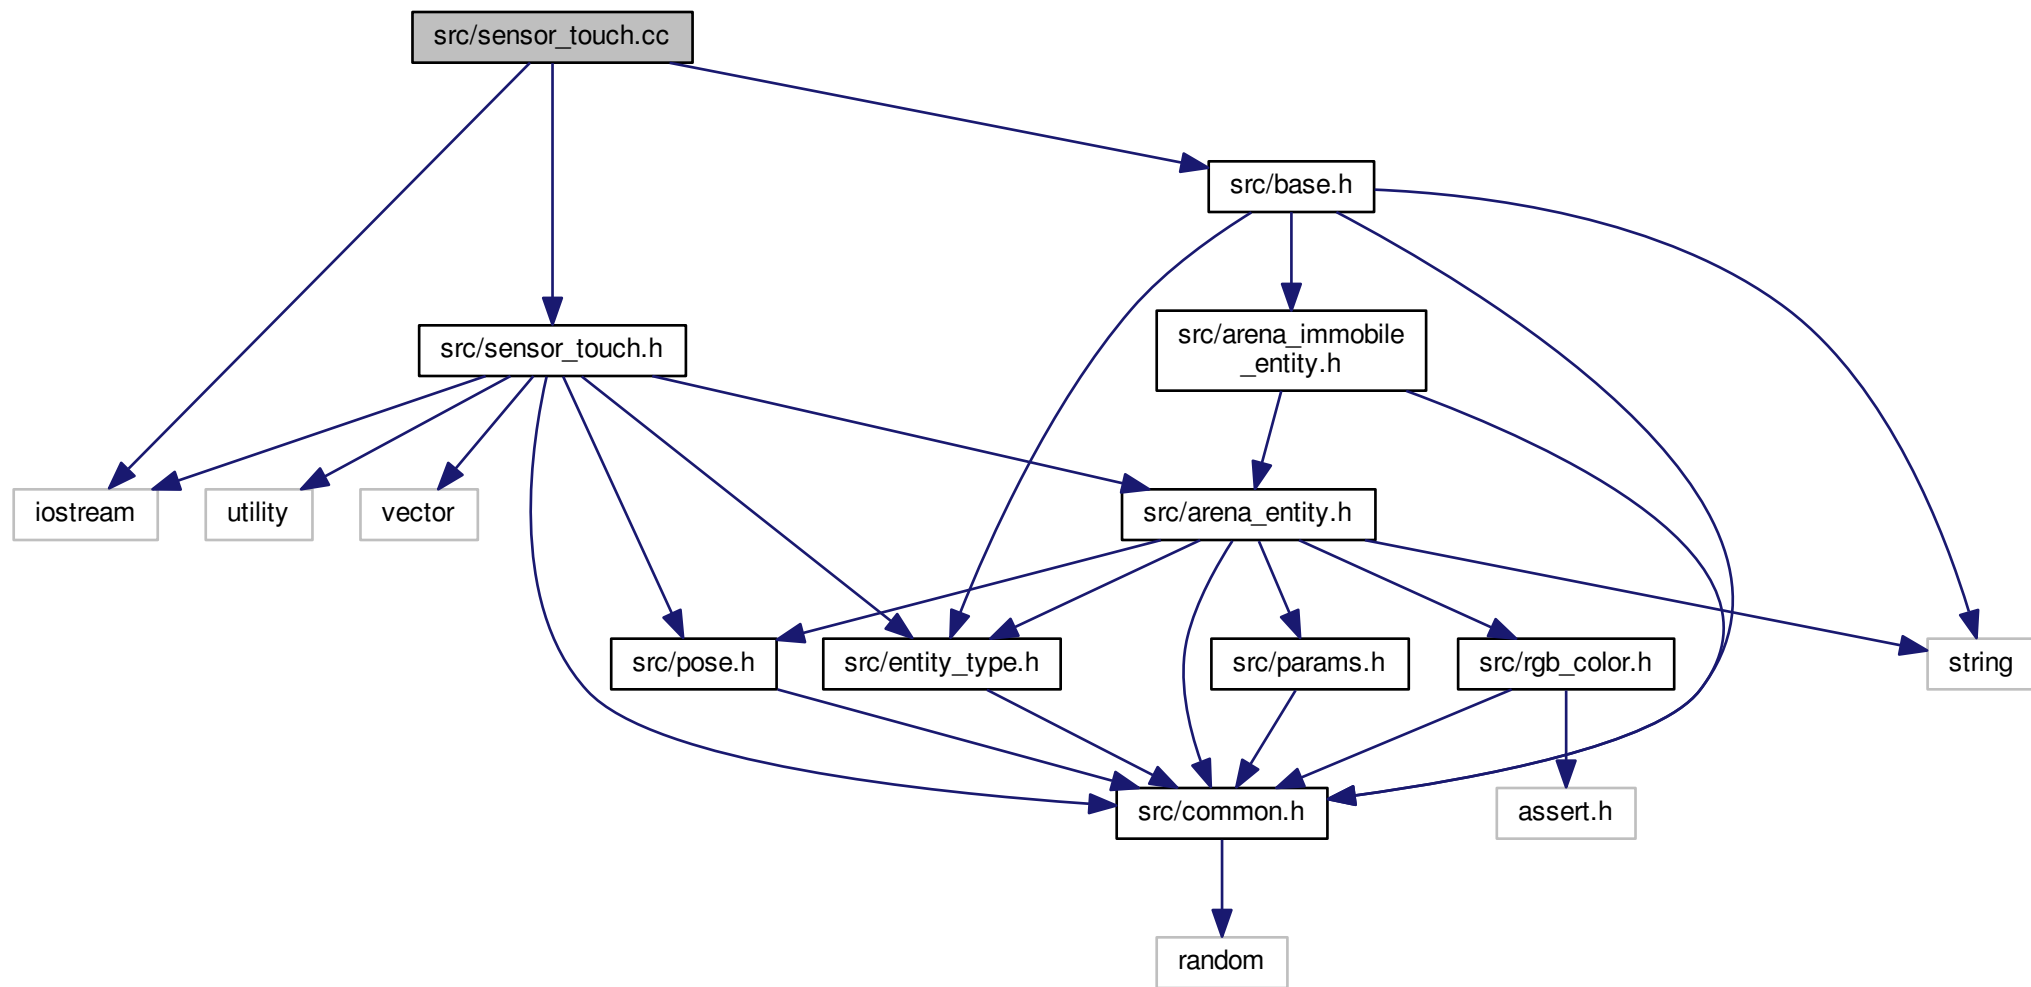 src/sensor_touch.cc
src/base.h
src/sensor_touch.h
src/arena_immobile
_entity.h
iostream
utility
vector
src/arena_entity.h
src/pose.h
src/entity_type.h
src/params.h
src/rgb_color.h
string
src/common.h
assert.h
random